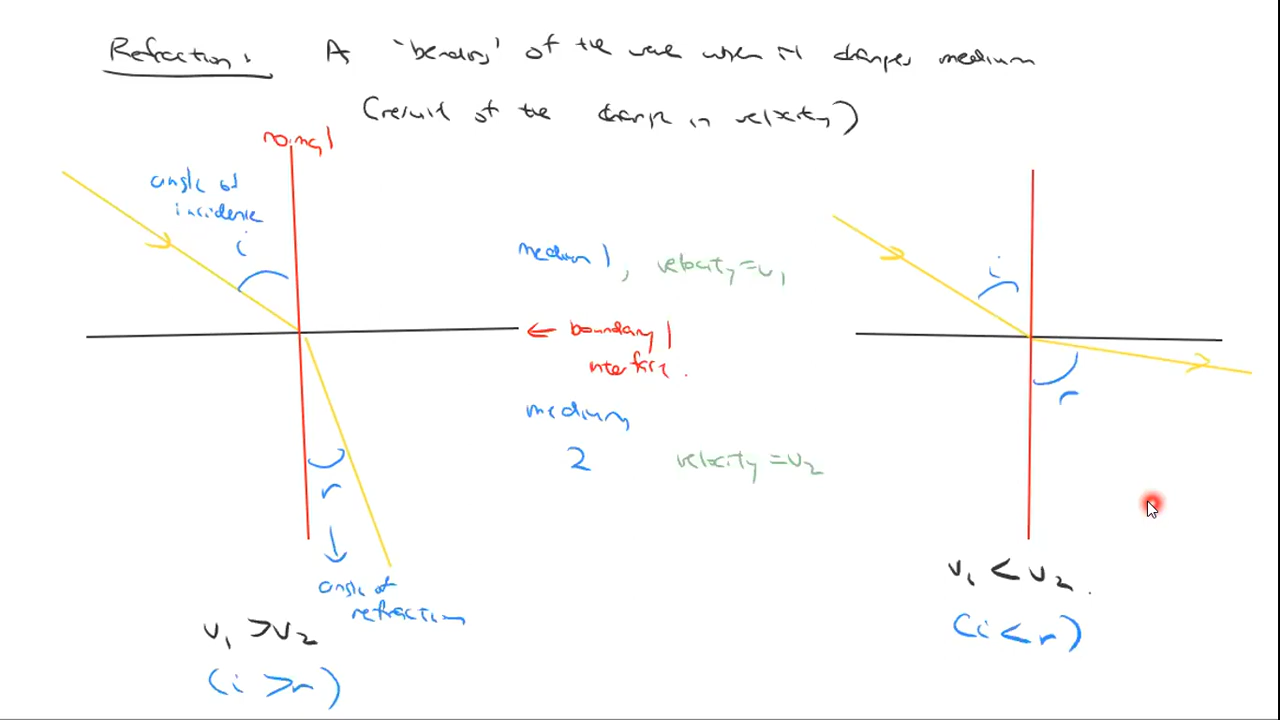 Refraction: A 'bending' of the wave when it changes medium
(result of the change in velocity)
normal
angle of
incidence
i
medium 1, velocity = v₁
← boundary /
interface.
medium
2
velocity = v₂
r
angle of
refraction
v₁ > v₂
(i > r)
i
r
v₁ < v₂.
(i < r)